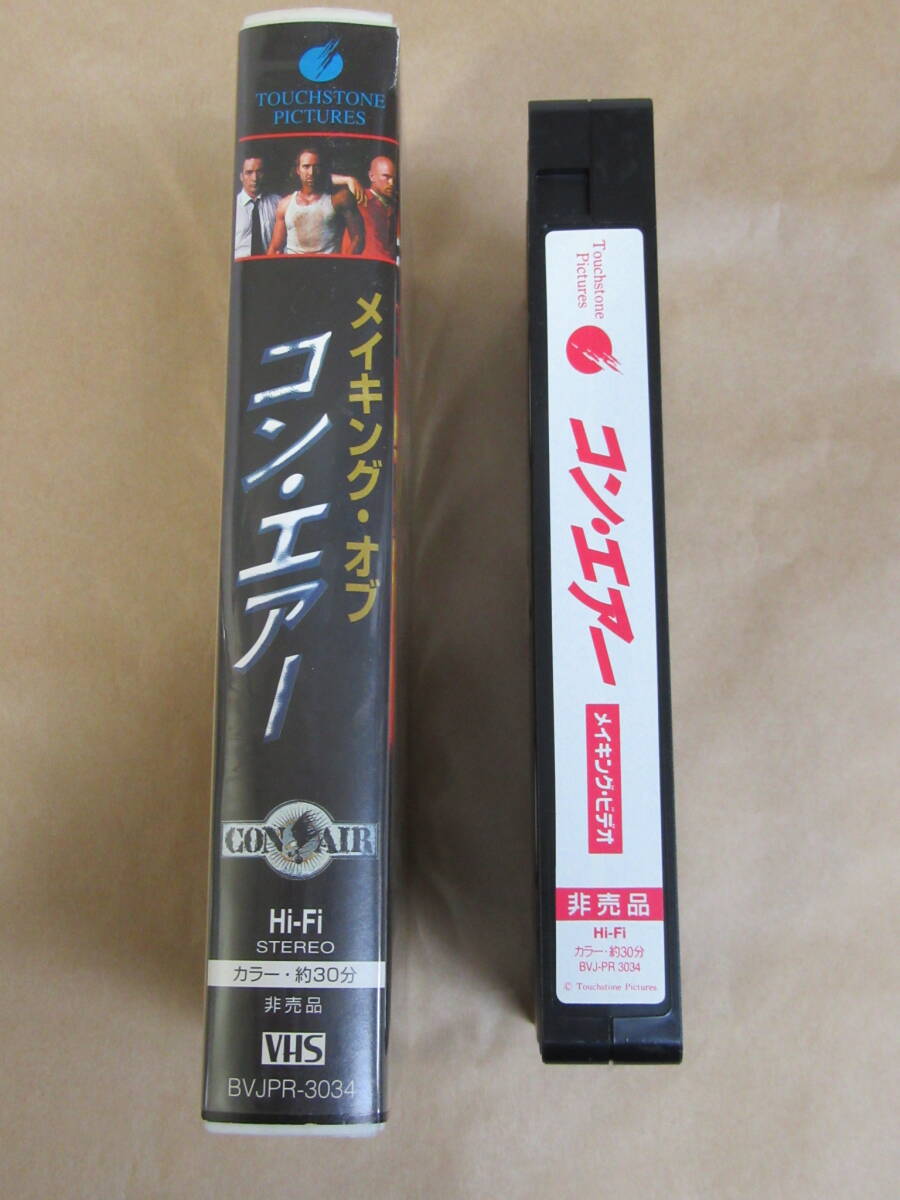 TOUCHSTONE
PICTURES
メイキング・オブ
コン・エアー
CON AIR
Hi-Fi
STEREO
カラー・約30分
非売品
VHS
BVJPR-3034
Touchstone
Pictures
コン・エアー
メイキング・ビデオ
非売品
Hi-Fi
カラー・約30分
BVJ-PR 3034
© Touchstone Pictures